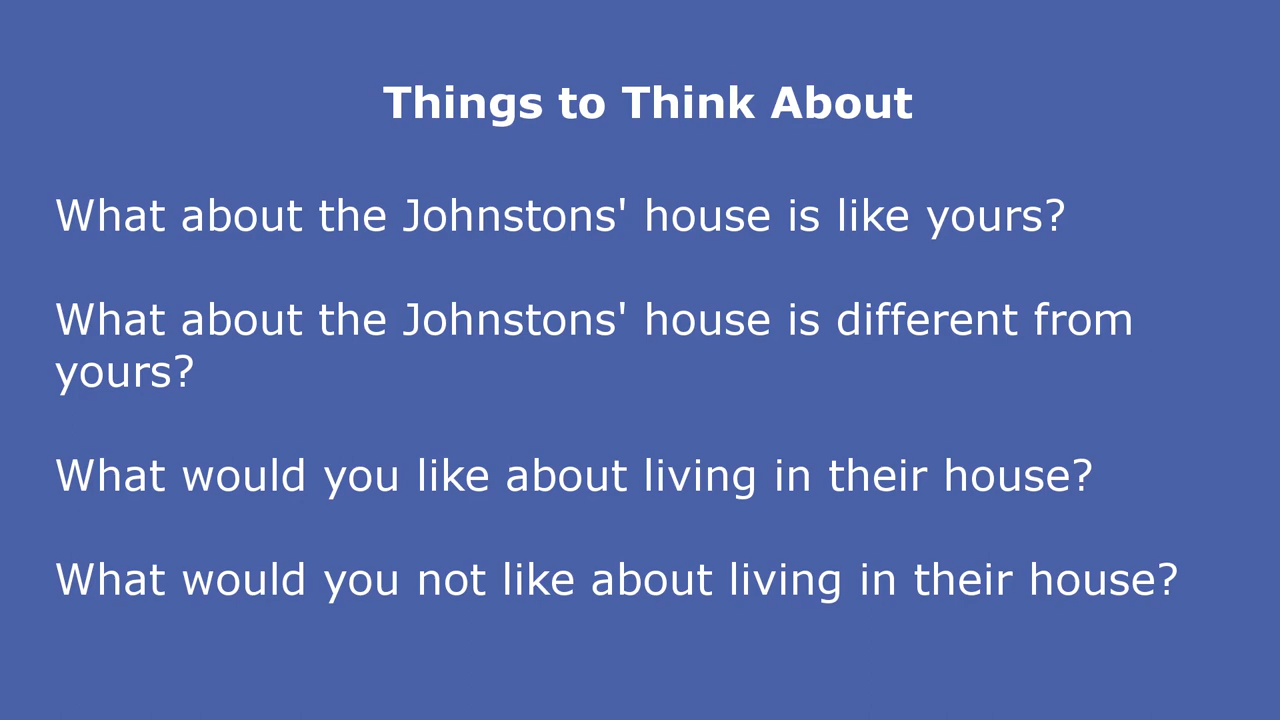 Things to Think About
What about the Johnstons' house is like yours?
What about the Johnstons' house is different from
yours?
What would you like about living in their house?
What would you not like about living in their house?